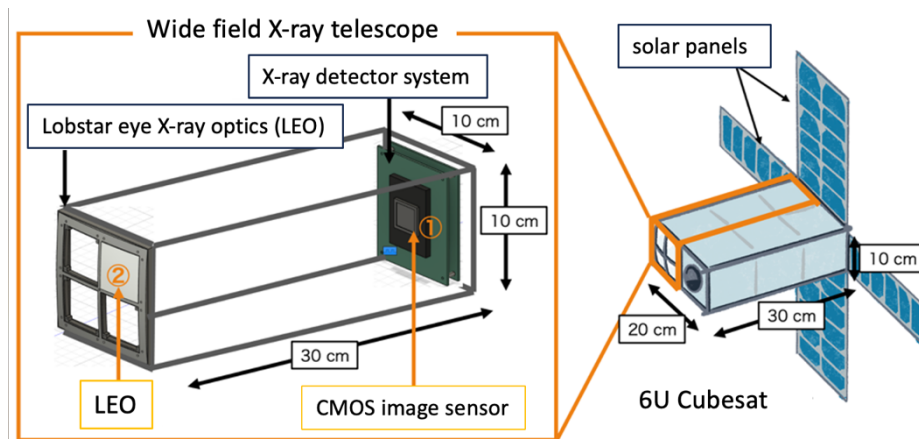 Wide field X-ray telescope
X-ray detector system
Lobstar eye X-ray optics (LEO)
10 cm
10 cm
①
②
30 cm
LEO
CMOS image sensor
solar panels
10 cm
20 cm
30 cm
6U Cubesat